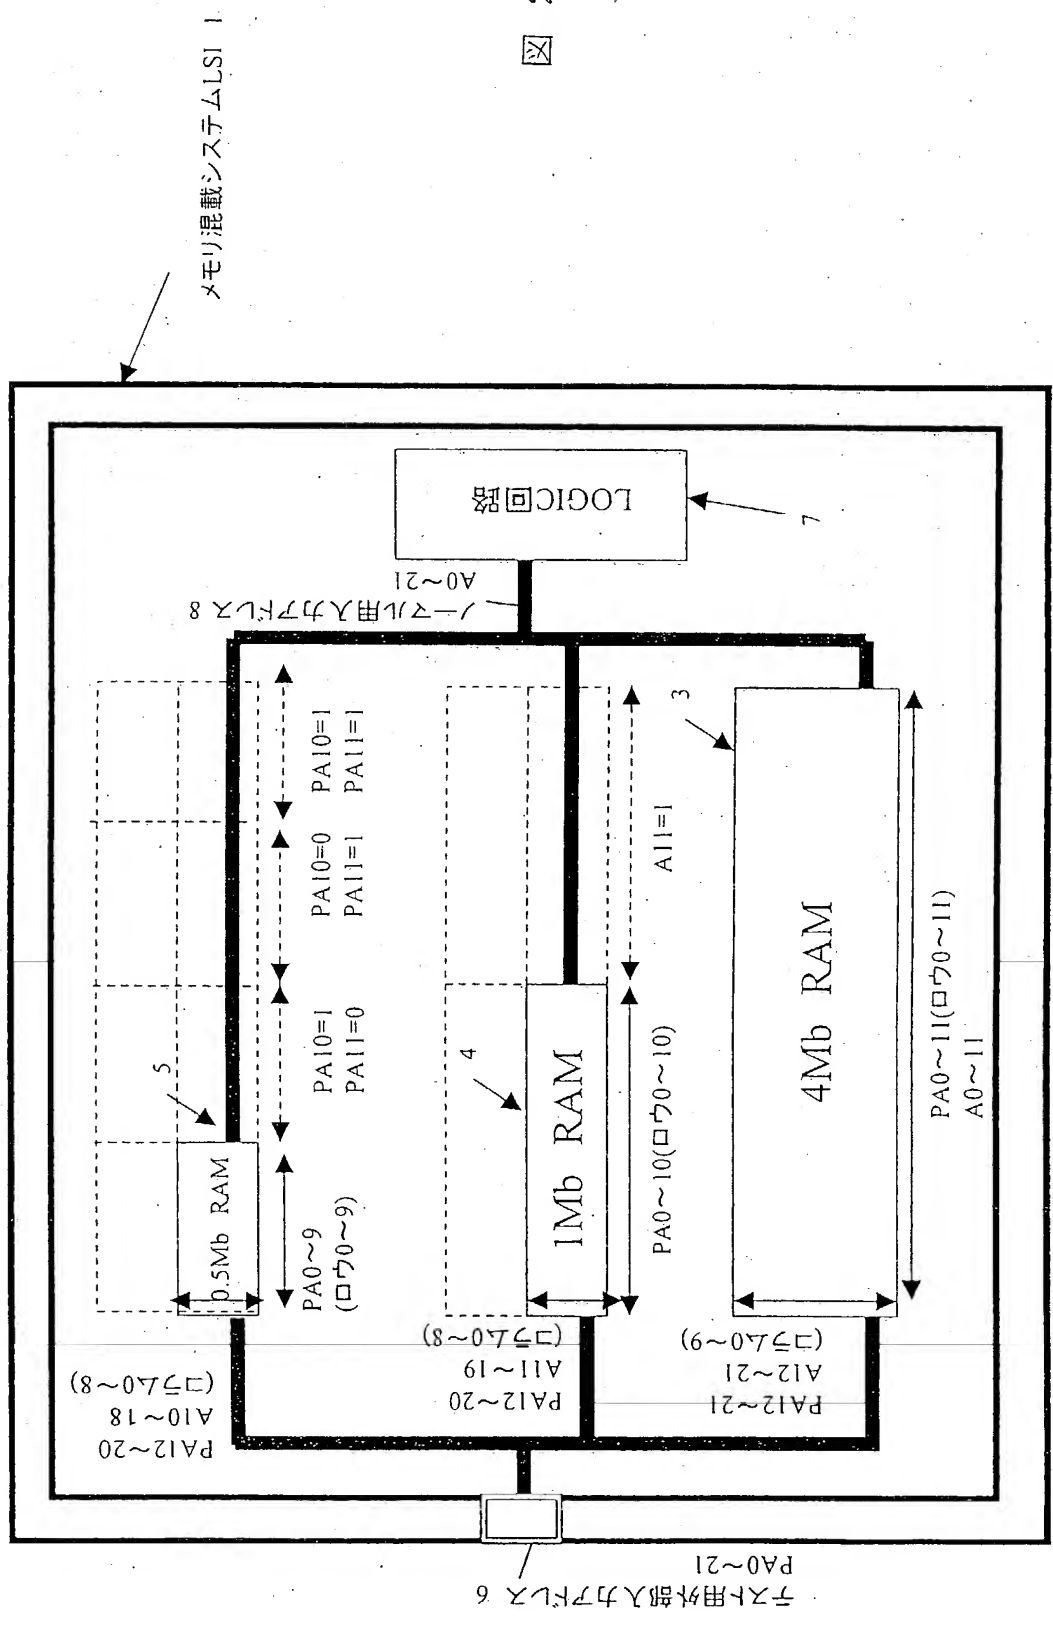 図
メモリ混載システムLSI 1
LOGIC回路
7
A0～21
ノーマル用入力アドレス 8
5
0.5Mb RAM
PA0～9
(ロウ0～9)
PA10=1
PA11=0
PA10=0
PA11=1
PA10=1
PA11=1
PA12～20
A10～18
(コラム0～8)
4
1Mb RAM
PA0～10(ロウ0～10)
A11=1
PA12～20
A11～19
(コラム0～8)
3
4Mb RAM
PA0～11(ロウ0～11)
A0～11
PA12～21
A12～21
(コラム0～9)
テスト用外部入力アドレス 6
PA0～21